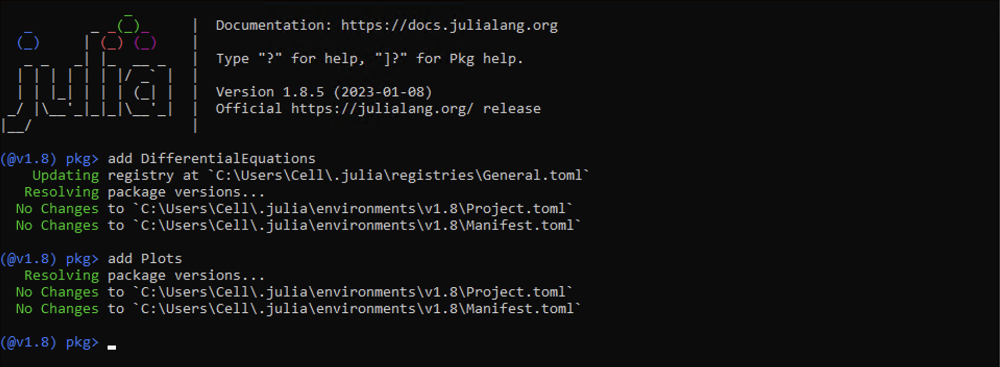 Documentation: https://docs.julialang.org
Type "?" for help, "]?" for Pkg help.
Version 1.8.5 (2023-01-08)
Official https://julialang.org/ release
julia
(@v1.8) pkg> add DifferentialEquations
Updating registry at `C:\Users\Cell\.julia\registries\General.toml`
Resolving package versions...
No Changes to `C:\Users\Cell\.julia\environments\v1.8\Project.toml`
No Changes to `C:\Users\Cell\.julia\environments\v1.8\Manifest.toml`
(@v1.8) pkg> add Plots
Resolving package versions...
No Changes to `C:\Users\Cell\.julia\environments\v1.8\Project.toml`
No Changes to `C:\Users\Cell\.julia\environments\v1.8\Manifest.toml`
(@v1.8) pkg>